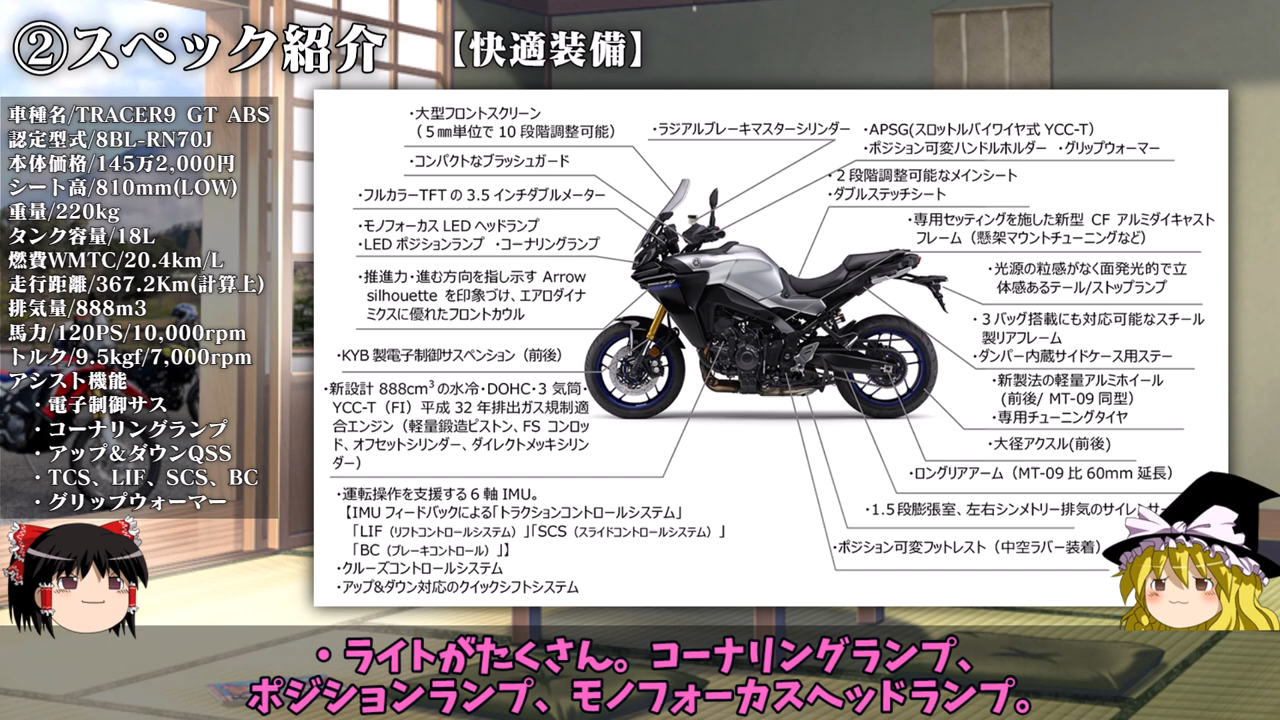 ②スペック紹介 【快適装備】
車種名/TRACER9 GT ABS
認定型式/8BL-RN70J
本体価格/145万2,000円
シート高/810mm(LOW)
重量/220kg
タンク容量/18L
燃費WMTC/20.4km/L
走行距離/367.2Km(計算上)
排気量/888m3
馬力/120PS/10,000rpm
トルク/9.5kgf/7,000rpm
アシスト機能
・電子制御サス
・コーナリングランプ
・アップ&ダウンQSS
・TCS、LIF、SCS、BC
・グリップウォーマー
・大型フロントスクリーン
（５㎜単位で 10 段階調整可能）
・コンパクトなブラッシュガード
・フルカラーTFT の 3.5 インチダブルメーター
・モノフォーカス LED ヘッドランプ
・LED ポジションランプ ・コーナリングランプ
・推進力・進む方向を指し示す Arrow
silhouette を印象づけ、エアロダイナ
ミクスに優れたフロントカウル
・KYB 製電子制御サスペンション（前後）
・新設計 888cm³ の水冷・DOHC・3 気筒・
YCC-T（FI）平成 32 年排出ガス規制適
合エンジン（軽量鍛造ピストン、FS コンロッ
ド、オフセットシリンダー、ダイレクトメッキシリン
ダー）
・運転操作を支援する 6 軸 IMU。
【IMU フィードバックによる「トラクションコントロールシステム」
「LIF（リフトコントロールシステム）」「SCS（スライドコントロールシステム）」
「BC（ブレーキコントロール）」】
・クルーズコントロールシステム
・アップ&ダウン対応のクイックシフトシステム
・ラジアルブレーキマスターシリンダー
・APSG(スロットルバイワイヤ式 YCC-T)
・ポジション可変ハンドルホルダー ・グリップウォーマー
・２段階調整可能なメインシート
・ダブルステッチシート
・専用セッティングを施した新型 CF アルミダイキャスト
フレーム（懸架マウントチューニングなど）
・光源の粒感がなく面発光的で立
体感あるテール/ストップランプ
・３バッグ搭載にも対応可能なスチール
製リアフレーム
・ダンパー内蔵サイドケース用ステー
・新製法の軽量アルミホイール
（前後/ MT-09 同型）
・専用チューニングタイヤ
・大径アクスル(前後)
・ロングリアアーム（MT-09 比 60mm 延長）
・1.5 段膨張室、左右シンメトリー排気のサイレンサー
・ポジション可変フットレスト（中空ラバー装着）
・ライトがたくさん。コーナリングランプ、
ポジションランプ、モノフォーカスヘッドランプ。